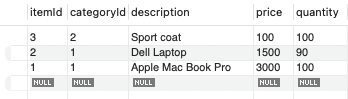 itemId categoryId description price quantity
3 2 Sport coat 100 100
2 1 Dell Laptop 1500 90
1 1 Apple Mac Book Pro 3000 100
NULL NULL NULL NULL NULL